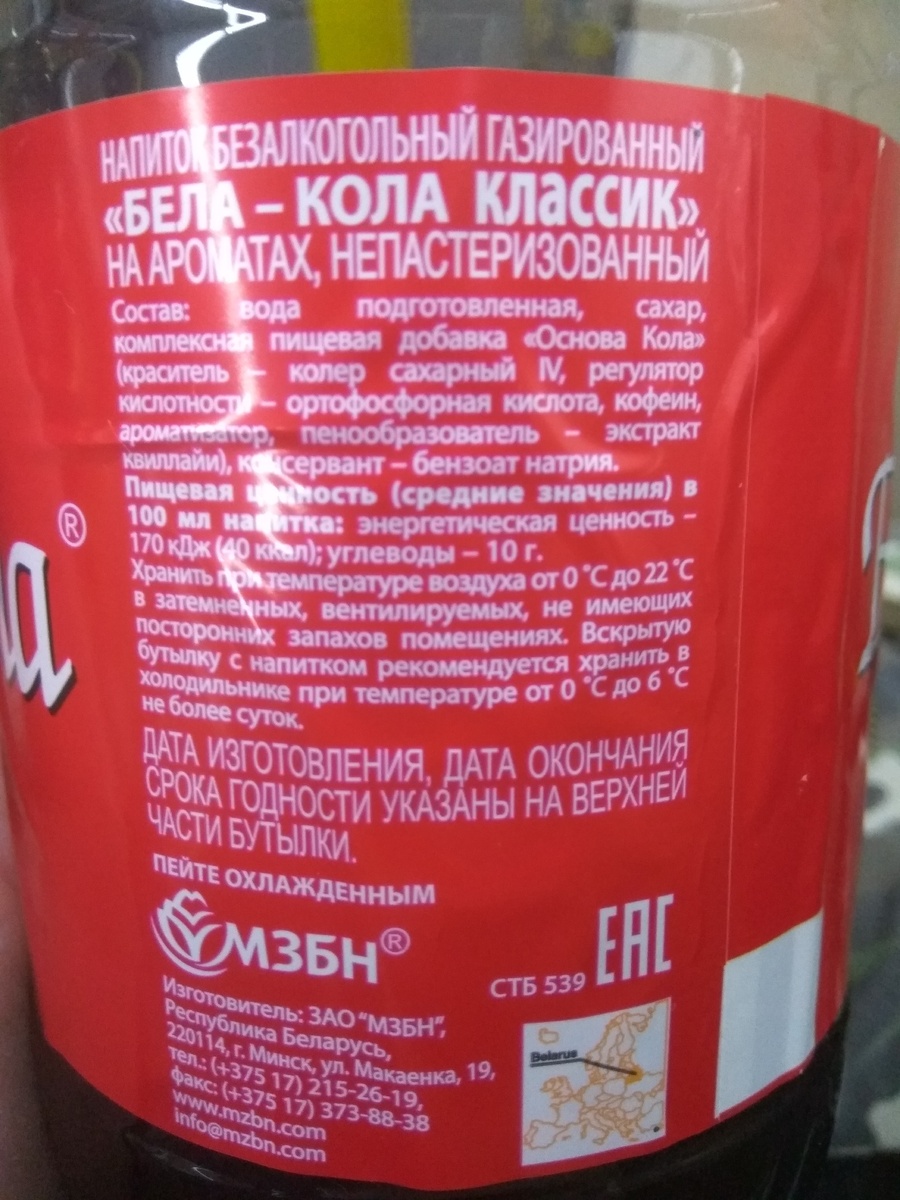 НАПИТОК БЕЗАЛКОГОЛЬНЫЙ ГАЗИРОВАННЫЙ
«БЕЛА – КОЛА КЛАССИК»
НА АРОМАТАХ, НЕПАСТЕРИЗОВАННЫЙ
Состав: вода подготовленная, сахар,
комплексная пищевая добавка «Основа Кола»
(краситель – колер сахарный IV, регулятор
кислотности – ортофосфорная кислота, кофеин,
ароматизатор, пенообразователь – экстракт
квиллайи), консервант – бензоат натрия.
Пищевая ценность (средние значения) в
100 мл напитка: энергетическая ценность –
170 кДж (40 ккал); углеводы – 10 г.
Хранить при температуре воздуха от 0 °С до 22 °С
в затемненных, вентилируемых, не имеющих
посторонних запахов помещениях. Вскрытую
бутылку с напитком рекомендуется хранить в
холодильнике при температуре от 0 °С до 6 °С
не более суток.
ДАТА ИЗГОТОВЛЕНИЯ, ДАТА ОКОНЧАНИЯ
СРОКА ГОДНОСТИ УКАЗАНЫ НА ВЕРХНЕЙ
ЧАСТИ БУТЫЛКИ.
ПЕЙТЕ ОХЛАЖДЕННЫМ
МЗБН®
СТБ 539
EAC
Изготовитель: ЗАО "МЗБН",
Республика Беларусь,
220114, г. Минск, ул. Макаенка, 19,
тел.: (+375 17) 215-26-19,
факс: (+375 17) 373-88-38
www.mzbn.com
info@mzbn.com
Belarus